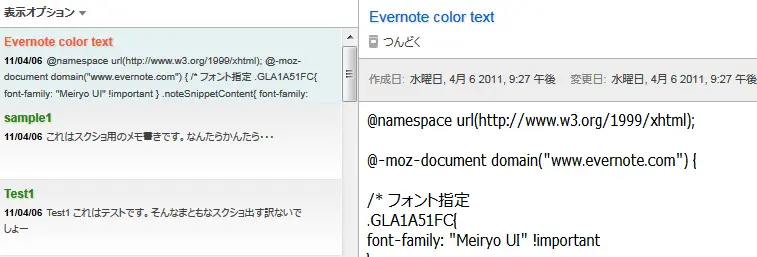 表示オプション
Evernote color text
11/04/06 @namespace url(http://www.w3.org/1999/xhtml); @-moz-
document domain("www.evernote.com") { /* フォント指定 .GLA1A51FC{
font-family: "Meiryo UI" !important } .noteSnippetContent{ font-family:
sample1
11/04/06 これはスクショ用のメモ書きです。なんたらかんたら・・・
Test1
11/04/06 Test1 これはテストです。そんなまともなスクショ出す訳ないで
しょー
Evernote color text
つんどく
作成日: 水曜日, 4月 6 2011, 9:27 午後 変更日: 水曜日, 4月 6 2011, 9:27 午後
@namespace url(http://www.w3.org/1999/xhtml);
@-moz-document domain("www.evernote.com") {
/* フォント指定
.GLA1A51FC{
font-family: "Meiryo UI" !important